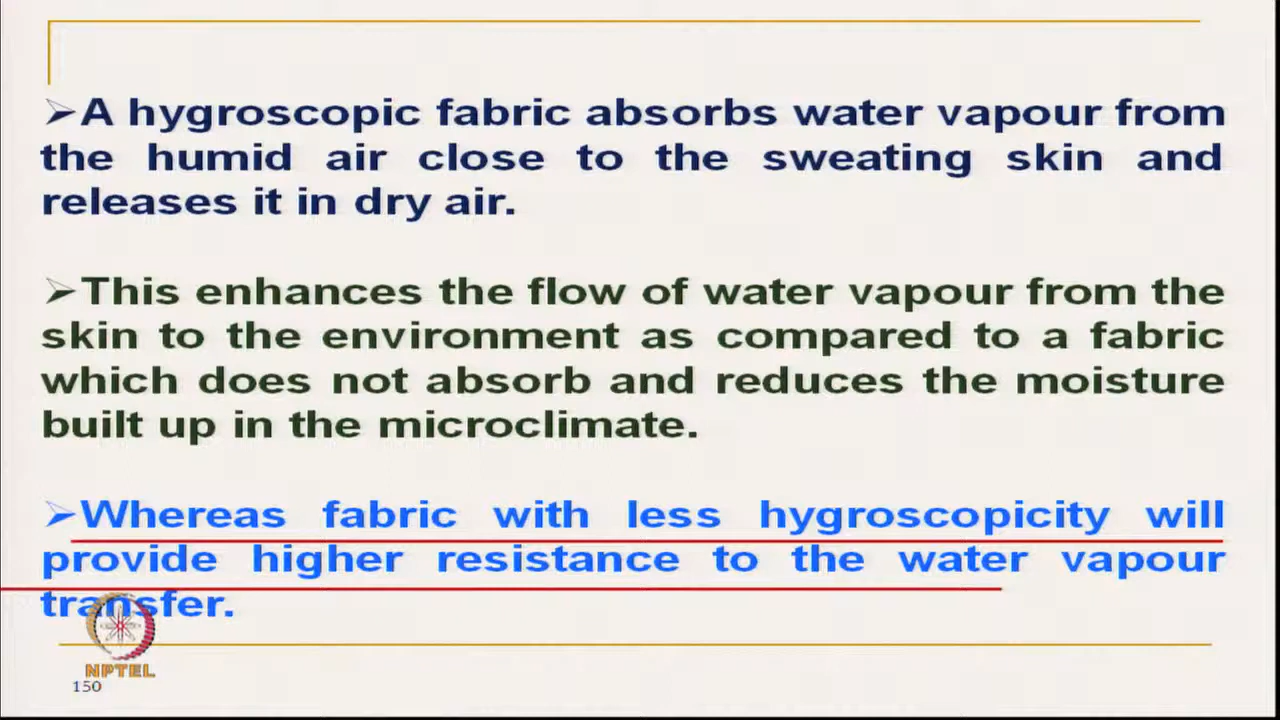 ➢A hygroscopic fabric absorbs water vapour from
the humid air close to the sweating skin and
releases it in dry air.
➢This enhances the flow of water vapour from the
skin to the environment as compared to a fabric
which does not absorb and reduces the moisture
built up in the microclimate.
➢Whereas fabric with less hygroscopicity will
provide higher resistance to the water vapour
transfer.
NPTEL
150